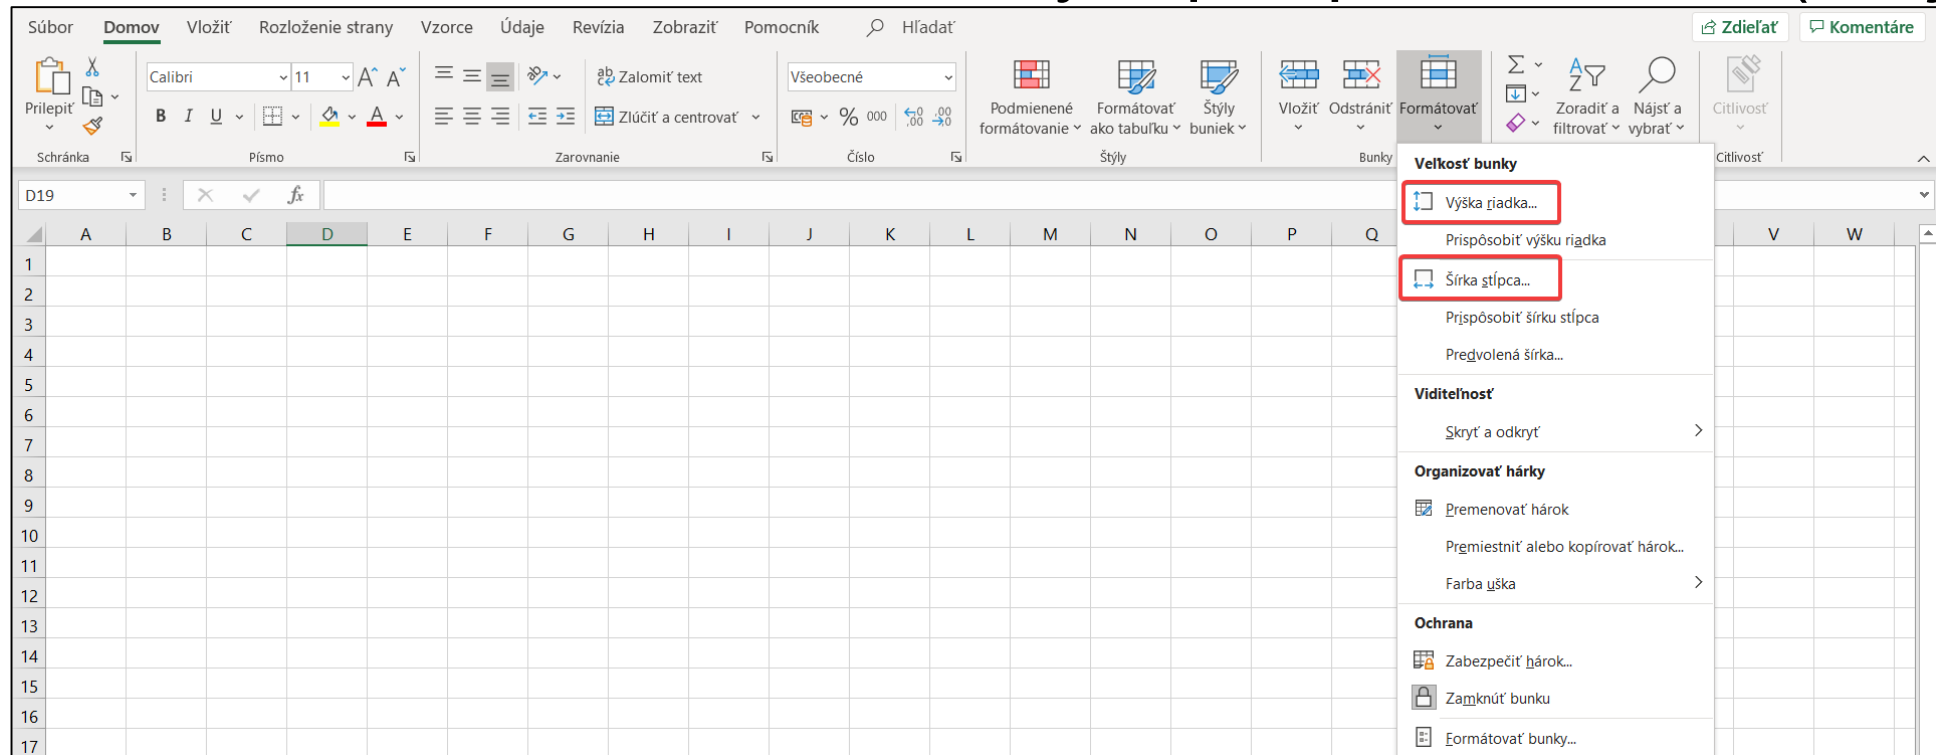 Súbor Domov Vložiť Rozloženie strany Vzorce Údaje Revízia Zobraziť Pomocník Hľadať Zdieľať Komentáre
Calibri 11 Zalomiť text Všeobecné
Prilepiť B I U A Zlúčiť a centrovať % 000 Podmienené formátovanie Formátovať ako tabuľku Štýly buniek Vložiť Odstrániť Formátovať Zoradiť a filtrovať Nájsť a vybrať Citlivosť
Schránka Písmo Zarovnanie Číslo Štýly Bunky Citlivosť
Veľkosť bunky
D19 fx
Výška riadka...
A B C D E F G H I J K L M N O P Q V W
Prispôsobiť výšku riadka
1
Šírka stĺpca...
2
Prispôsobiť šírku stĺpca
3
Predvolená šírka...
4
5
Viditeľnosť
6
Skryť a odkryť
7
Organizovať hárky
8
Premenovať hárok
9
10
Premiestniť alebo kopírovať hárok...
11
Farba uška
12
Ochrana
13
Zabezpečiť hárok...
14
15
Zamknúť bunku
16
Formátovať bunky...
17